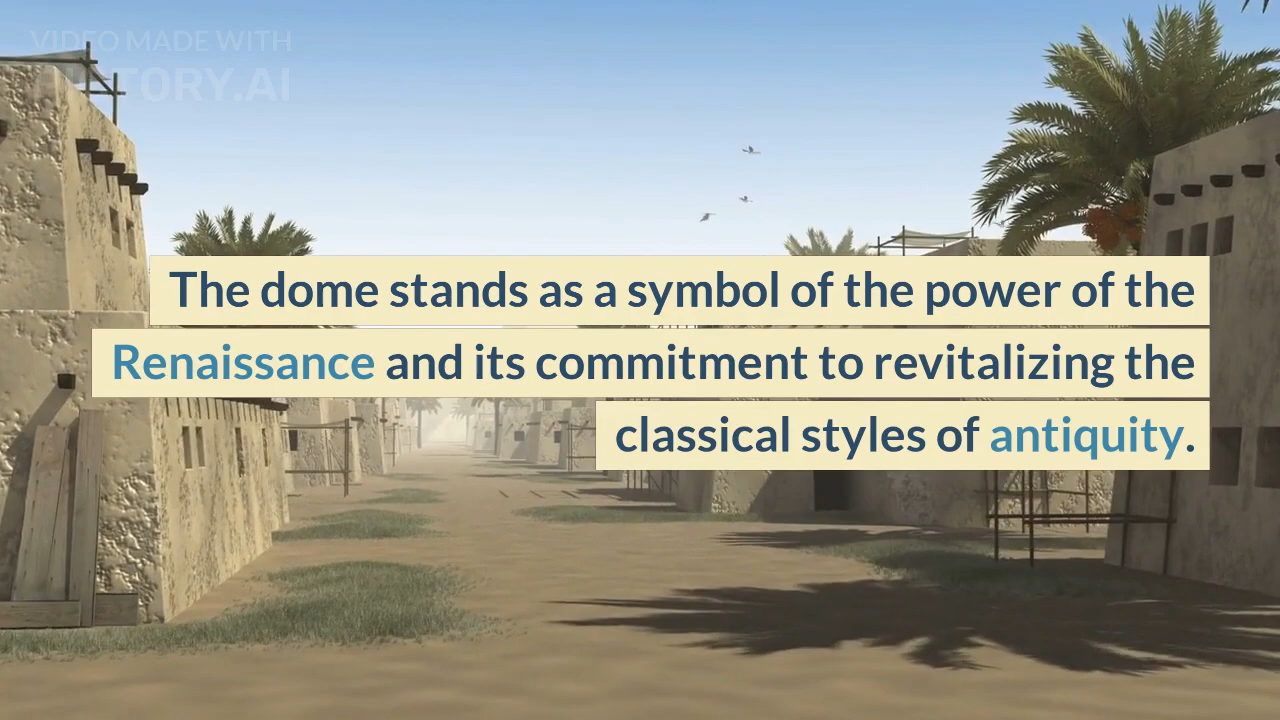 VIDEO MADE WITH
PICTORY.AI
The dome stands as a symbol of the power of the
Renaissance and its commitment to revitalizing the
classical styles of antiquity.